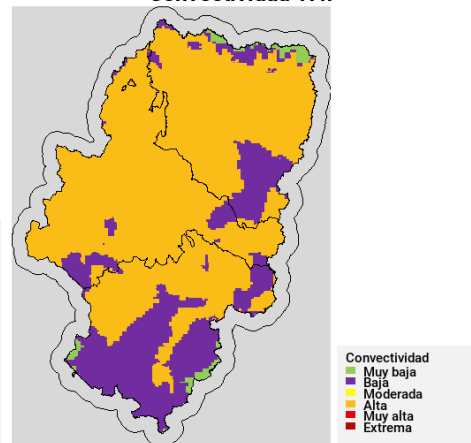 Convectividad
Muy baja
Baja
Moderada
Alta
Muy alta
Extrema